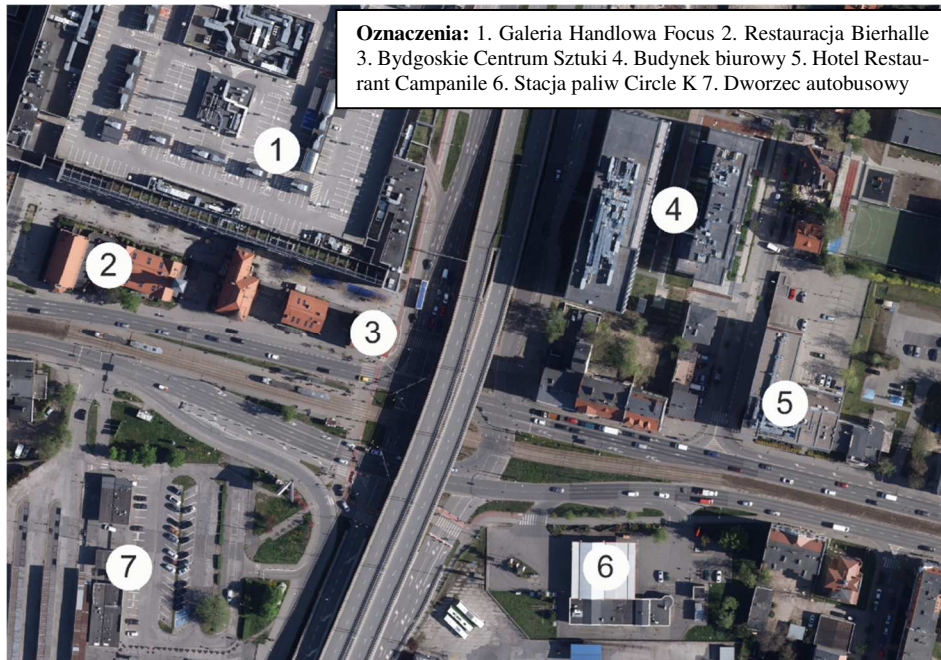 Oznaczenia: 1. Galeria Handlowa Focus 2. Restauracja Bierhalle
3. Bydgoskie Centrum Sztuki 4. Budynek biurowy 5. Hotel Restau-
rant Campanile 6. Stacja paliw Circle K 7. Dworzec autobusowy
1
4
2
3
5
7
6